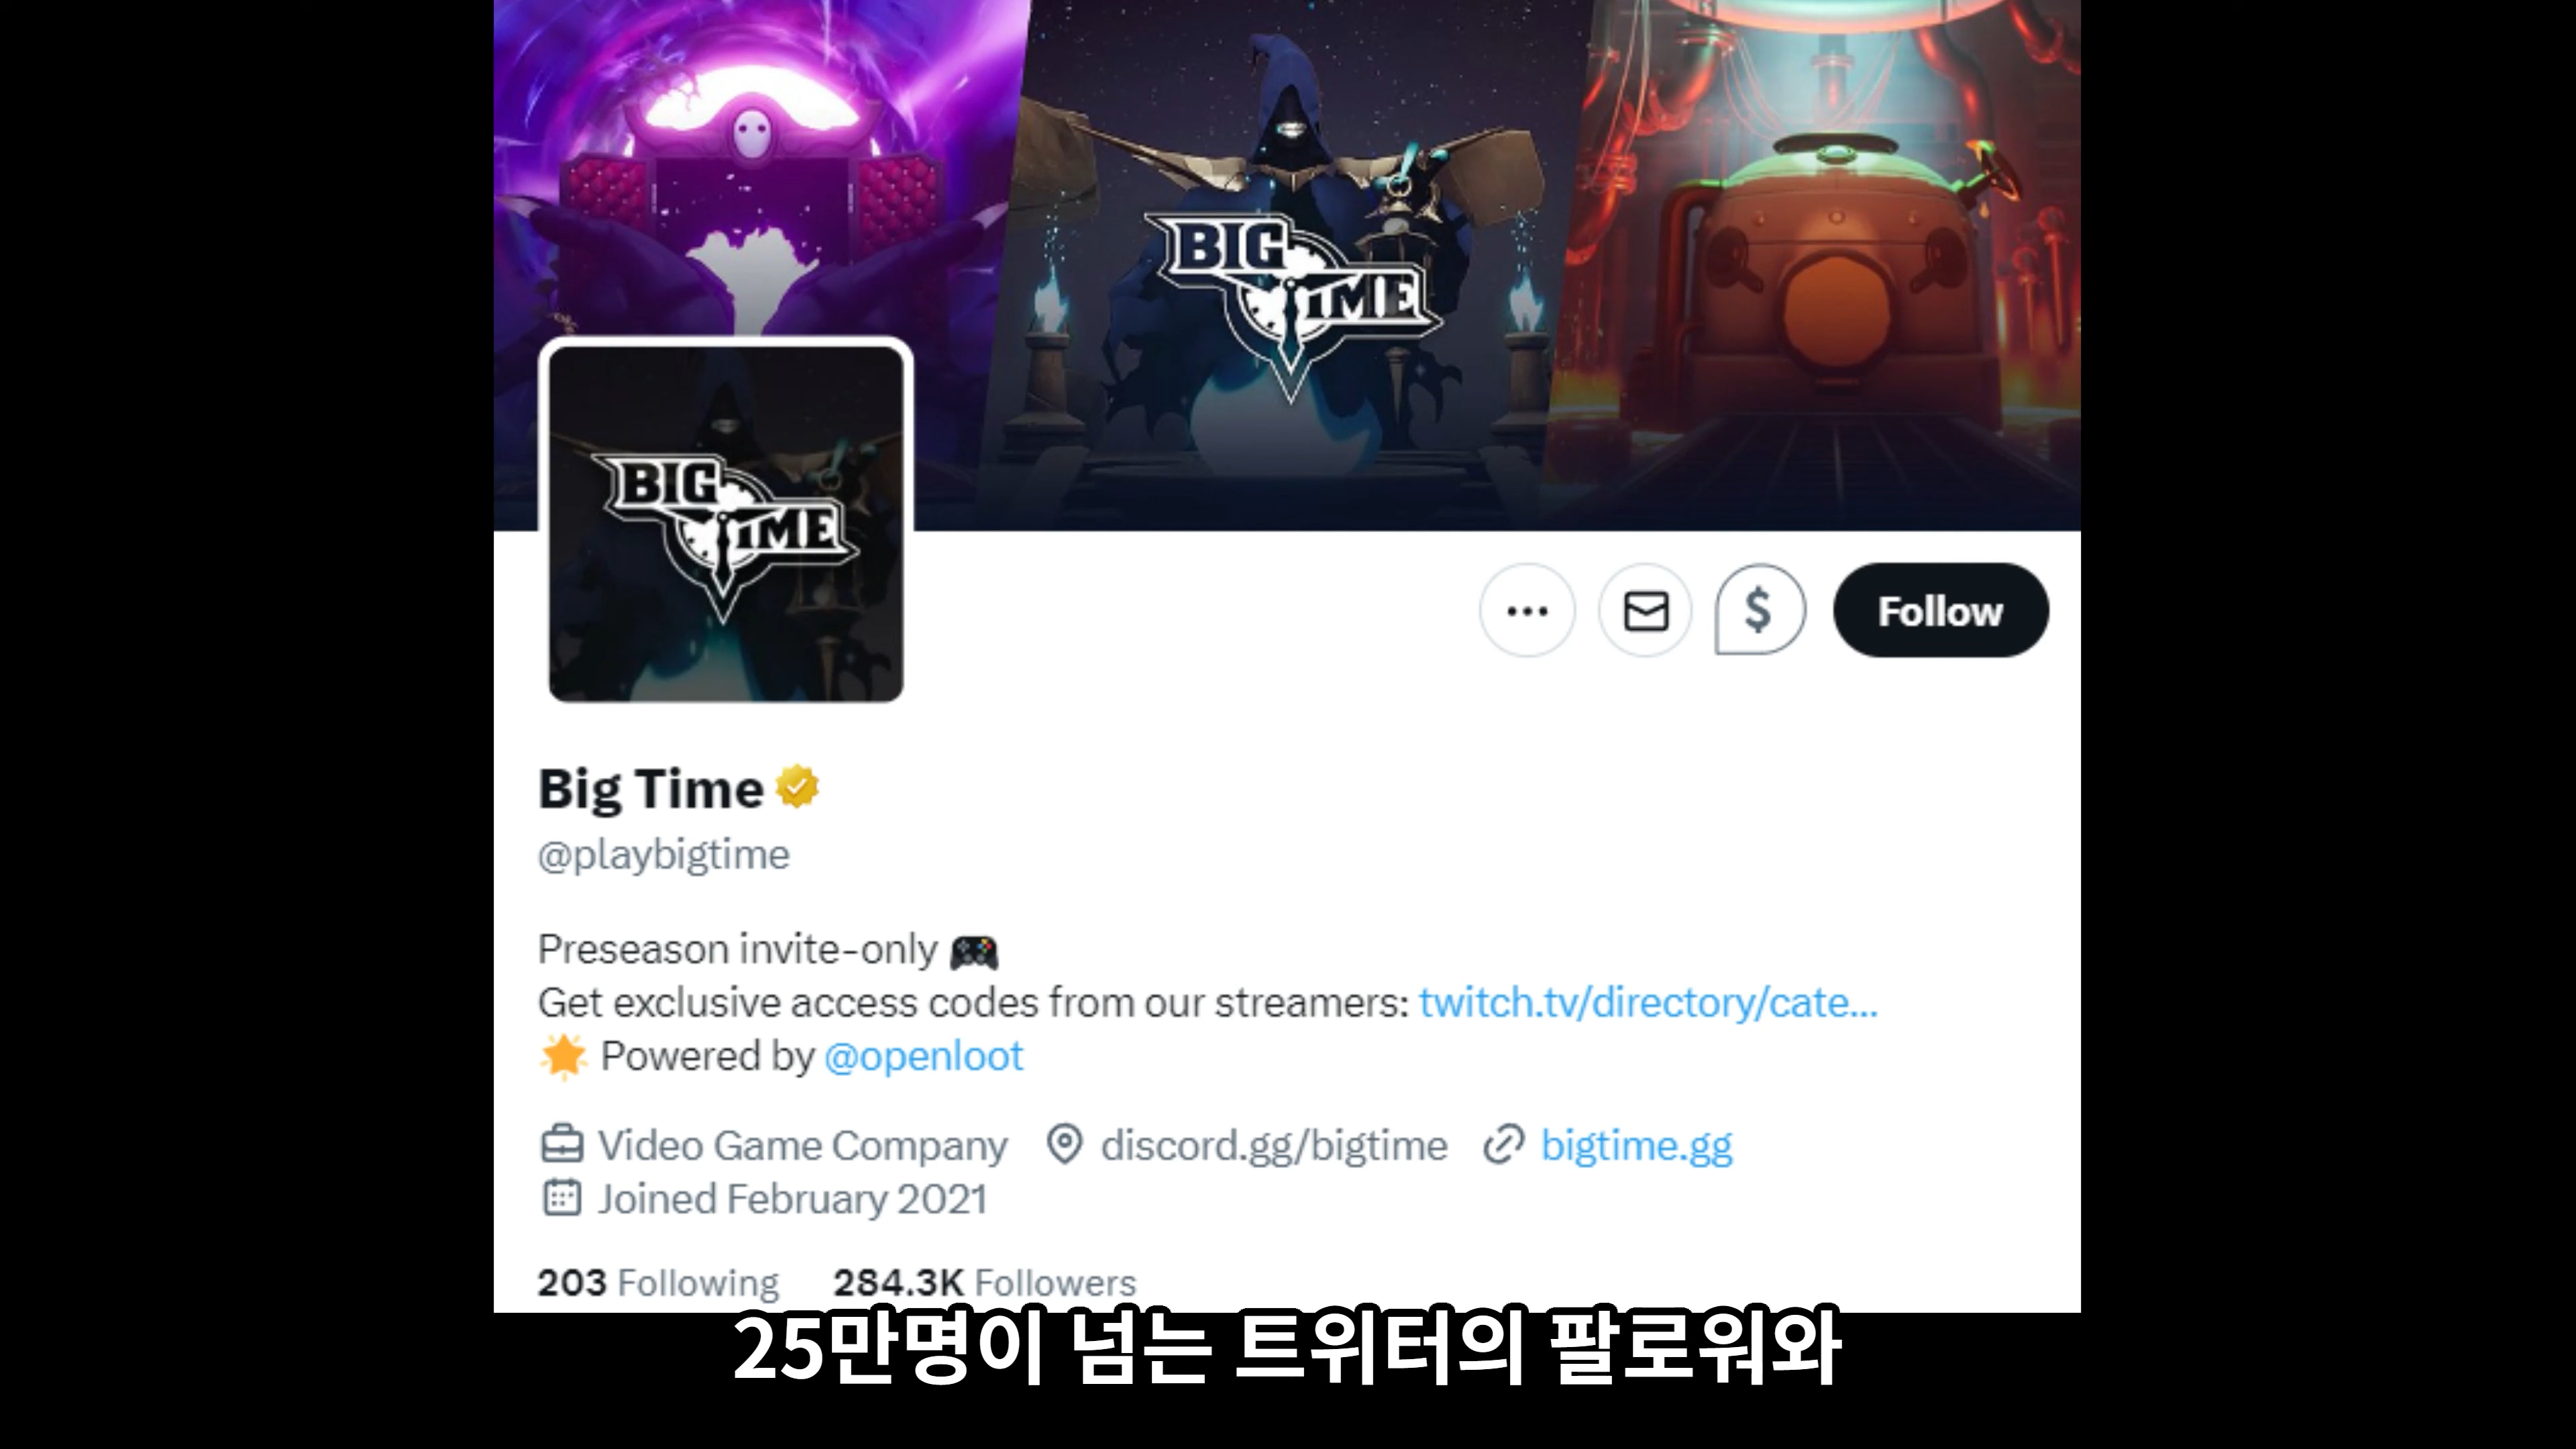 BIG
TIME
BIG
TIME
Follow
Big Time
@playbigtime
Preseason invite-only 🎮
Get exclusive access codes from our streamers: twitch.tv/directory/cate...
🌟 Powered by @openloot
Video Game Company discord.gg/bigtime bigtime.gg
Joined February 2021
203 Following 284.3K Followers
25만명이 넘는 트위터의 팔로워와